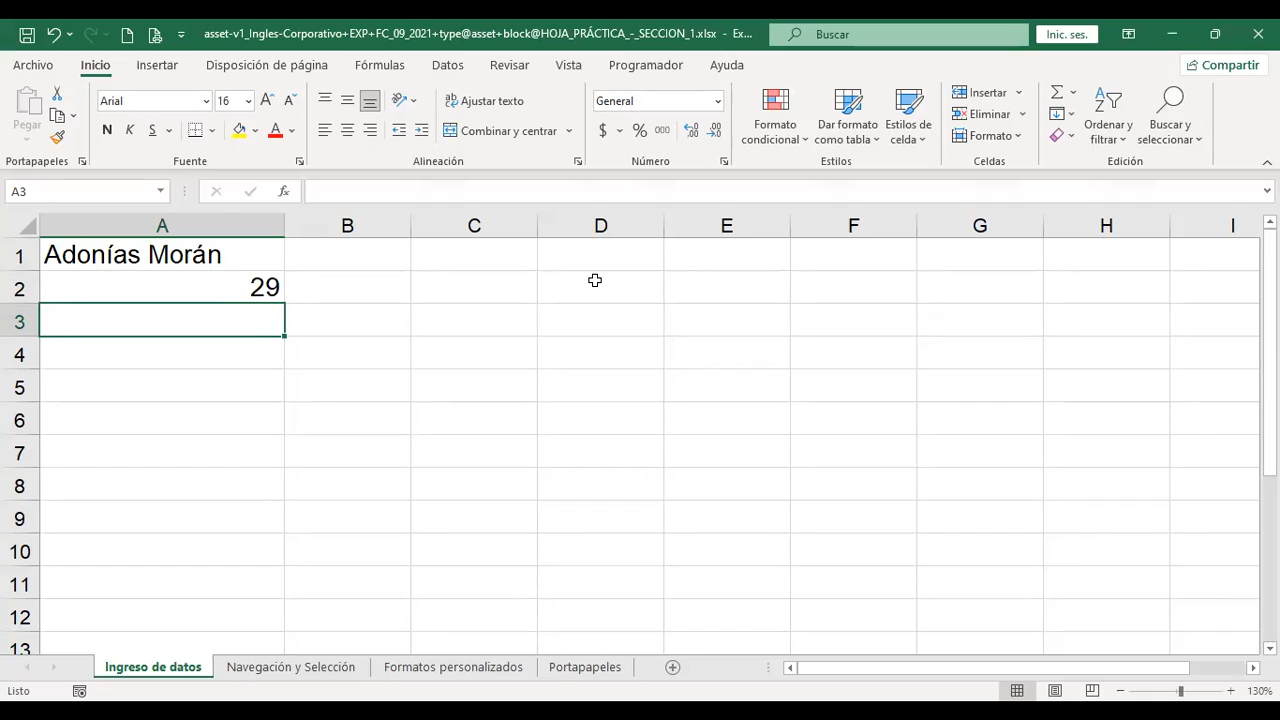 asset-v1_Ingles-Corporativo+EXP+FC_09_2021+type@asset+block@HOJA_PRÁCTICA_-_SECCION_1.xlsx - Ex...
Buscar
Inic. ses.
Archivo Inicio Insertar Disposición de página Fórmulas Datos Revisar Vista Programador Ayuda
Compartir
Pegar
Portapapeles
Arial 16
N K S
Fuente
Ajustar texto
Combinar y centrar
Alineación
General
$ % 000
Número
Formato condicional
Dar formato como tabla
Estilos de celda
Estilos
Insertar
Eliminar
Formato
Celdas
Ordenar y filtrar
Buscar y seleccionar
Edición
A3
fx
A B C D E F G H I
1 Adonías Morán
2 29
3
4
5
6
7
8
9
10
11
12
13
Ingreso de datos Navegación y Selección Formatos personalizados Portapapeles
Listo
130%